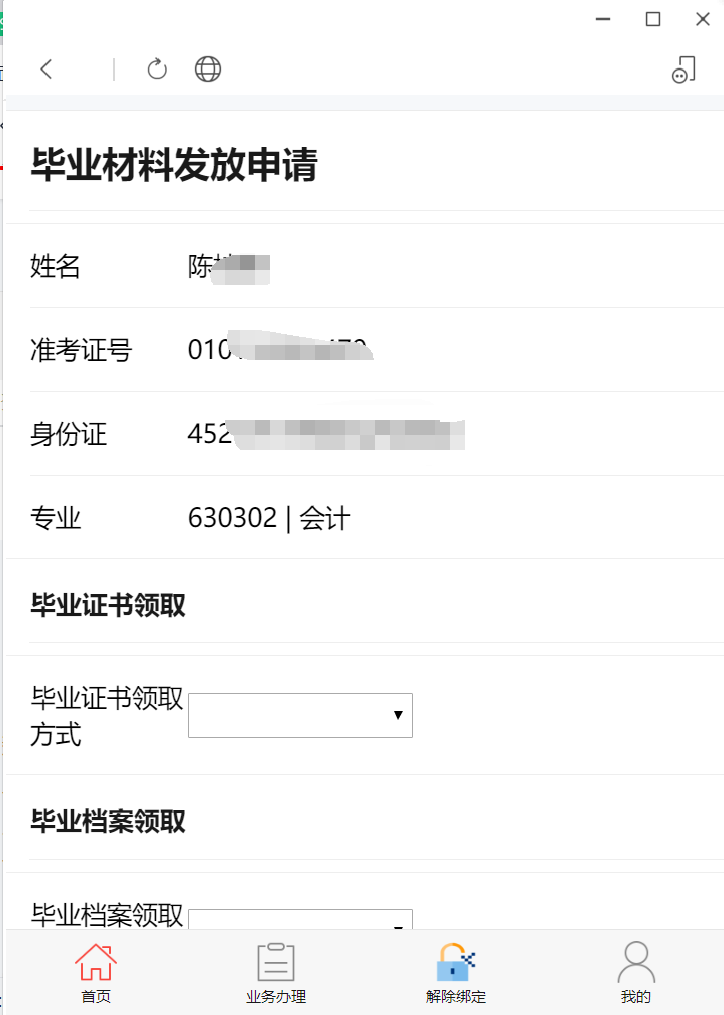 毕业材料发放申请
姓名 陈
准考证号 010
身份证 452
专业 630302 | 会计
毕业证书领取
毕业证书领取
方式
毕业档案领取
毕业档案领取
首页 业务办理 解除绑定 我的